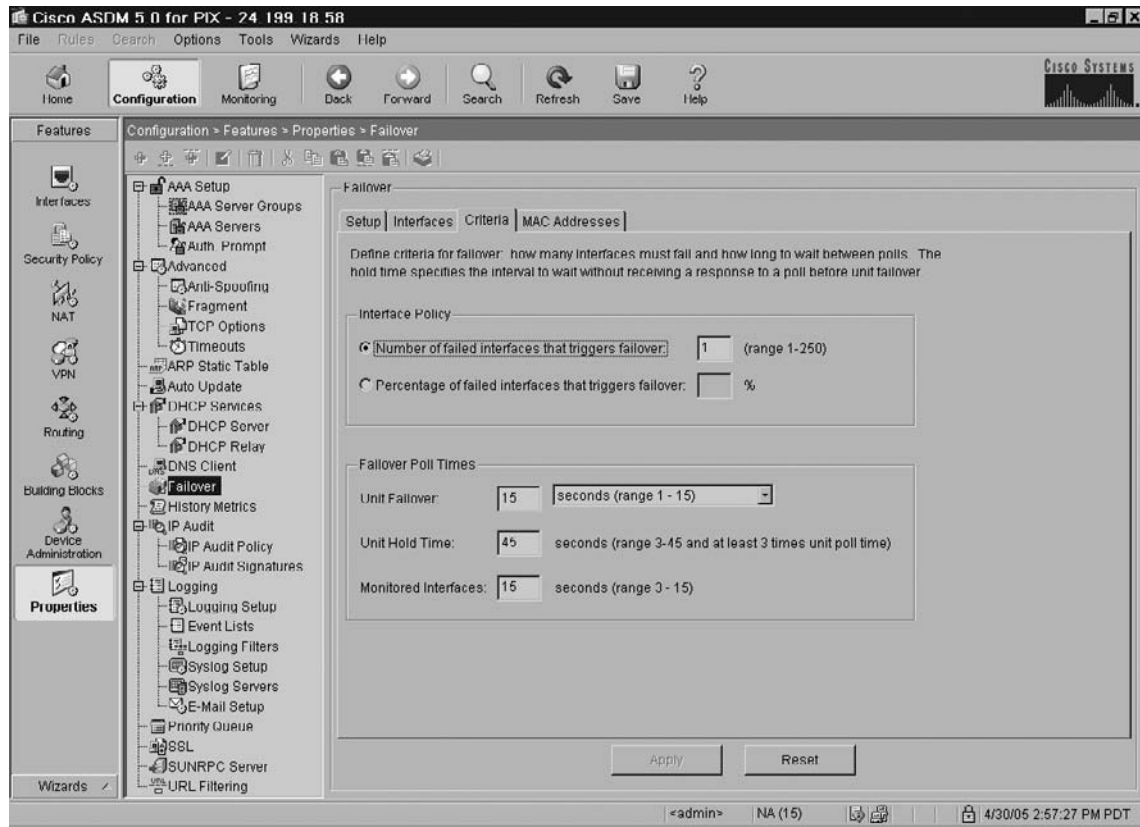 Cisco ASDM 5.0 for PIX - 24.199.18.58
File Rules Search Options Tools Wizards Help
Home Configuration Monitoring Back Forward Search Refresh Save Help
CISCO SYSTEMS
Features
Configuration > Features > Properties > Failover
Interfaces
Security Policy
NAT
VPN
Routing
Building Blocks
Device Administration
Properties
Wizards
AAA Setup
AAA Server Groups
AAA Servers
Auth. Prompt
Advanced
Anti-Spoofing
Fragment
TCP Options
Timeouts
ARP Static Table
Auto Update
DHCP Services
DHCP Server
DHCP Relay
DNS Client
Failover
History Metrics
IP Audit
IP Audit Policy
IP Audit Signatures
Logging
Logging Setup
Event Lists
Logging Filters
Syslog Setup
Syslog Servers
E-Mail Setup
Priority Queue
SSL
SUNRPC Server
URL Filtering
Failover
Setup Interfaces Criteria MAC Addresses
Define criteria for failover: how many interfaces must fail and how long to wait between polls. The
hold time specifies the interval to wait without receiving a response to a poll before unit failover
Interface Policy
Number of failed interfaces that triggers failover: 1 (range 1-250)
Percentage of failed interfaces that triggers failover: %
Failover Poll Times
Unit Failover: 15 seconds (range 1 - 15)
Unit Hold Time: 45 seconds (range 3-45 and at least 3 times unit poll time)
Monitored Interfaces: 15 seconds (range 3 - 15)
Apply Reset
<admin> NA (15) 4/30/05 2:57:27 PM PDT